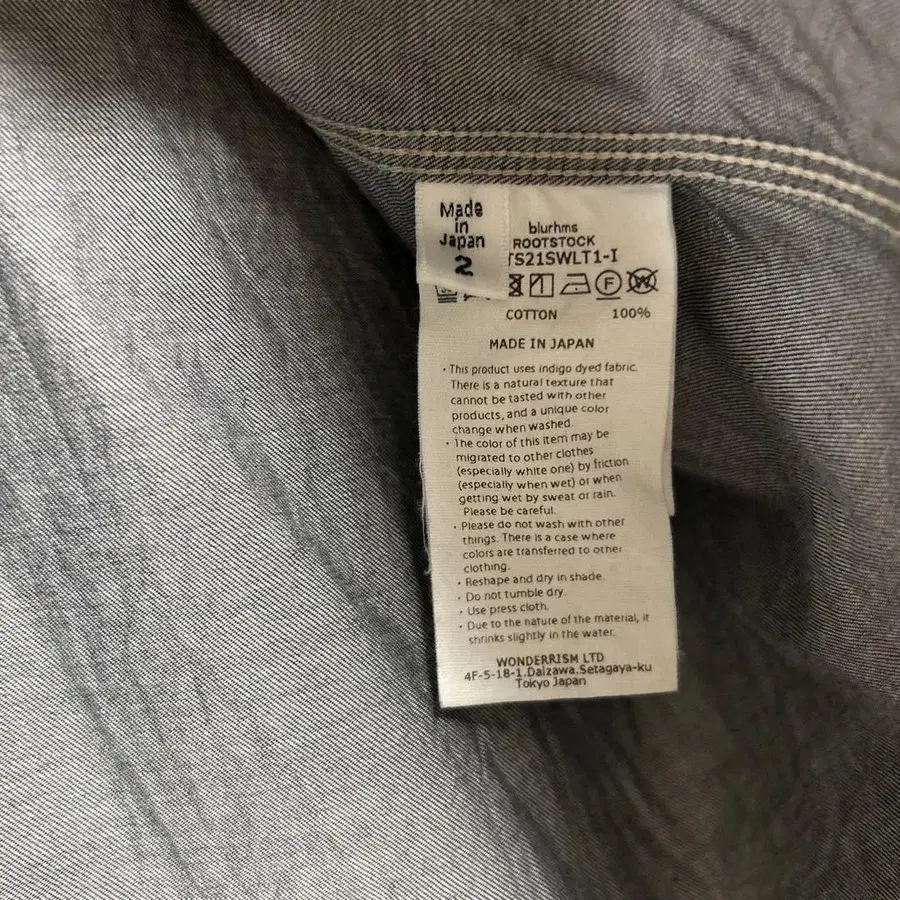 Made
in
Japan
2
blurhms
ROOTSTOCK
TS21SWLT1-I
F W
COTTON 100%
MADE IN JAPAN
・This product uses indigo dyed fabric.
There is a natural texture that
cannot be tasted with other
products, and a unique color
change when washed.
・The color of this item may be
migrated to other clothes
(especially white one) by friction
(especially when wet) or when
getting wet by sweat or rain.
Please be careful.
・Please do not wash with other
things. There is a case where
colors are transferred to other
clothing.
・Reshape and dry in shade.
・Do not tumble dry.
・Use press cloth.
・Due to the nature of the material, it
shrinks slightly in the water.
WONDERRISM LTD
4F-5-18-1.Daizawa.Setagaya-ku
Tokyo Japan